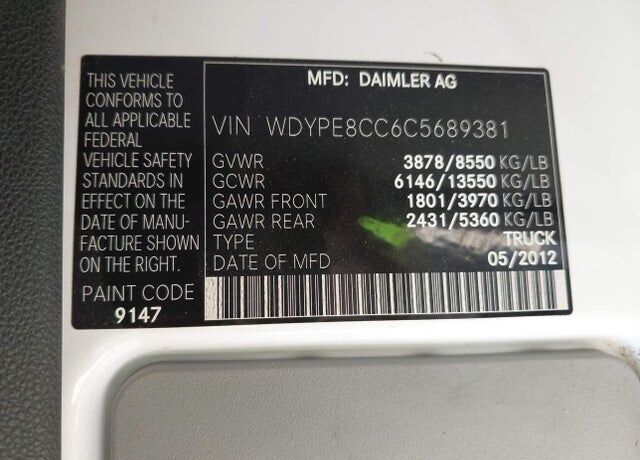 MFD: DAIMLER AG
THIS VEHICLE
CONFORMS TO
ALL APPLICABLE
FEDERAL
VEHICLE SAFETY
STANDARDS IN
EFFECT ON THE
DATE OF MANU-
FACTURE SHOWN
ON THE RIGHT.
PAINT CODE
9147
VIN WDYPE8CC6C5689381
GVWR 3878/8550 KG/LB
GCWR 6146/13550 KG/LB
GAWR FRONT 1801/3970 KG/LB
GAWR REAR 2431/5360 KG/LB
TYPE TRUCK
DATE OF MFD 05/2012